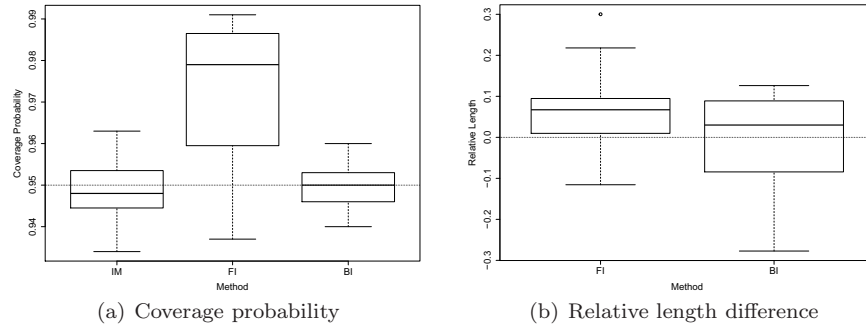 0.99
0.98
0.97
0.96
0.95
0.94
Coverage Probability
IM
FI
BI
Method
(a) Coverage probability
0.3
0.2
0.1
0.0
−0.1
−0.2
−0.3
Relative Length
FI
BI
Method
(b) Relative length difference